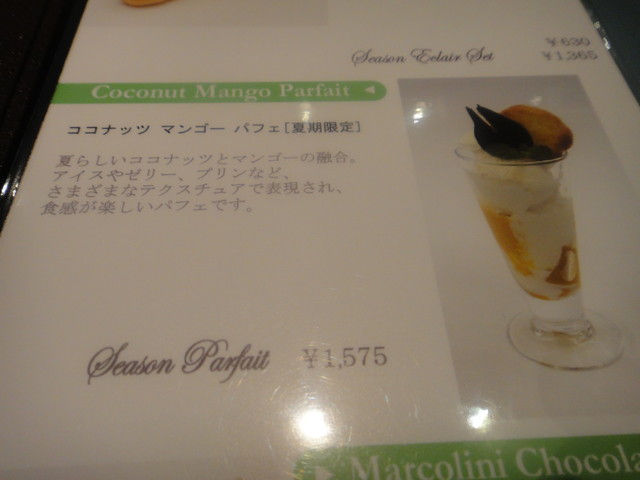 ¥630
Season Eclair Set ¥1,365
Coconut Mango Parfait
ココナッツ マンゴー パフェ[夏期限定]
夏らしいココナッツとマンゴーの融合。
アイスやゼリー、プリンなど、
さまざまなテクスチュアで表現され、
食感が楽しいパフェです。
Season Parfait ¥1,575
Marcolini Chocola